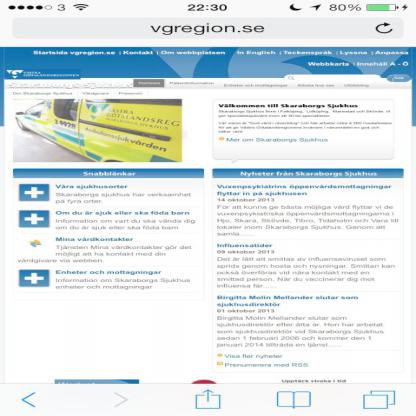 3 22:30 80%
vgregion.se
Startsida vgregion.se | Kontakt | Om webbplatsen In English | Teckenspråk | Lyssna | Anpassa
Webbkarta | Innehåll A - Ö
Om Skaraborgs Sjukhus Vårdgivare Pressrum
Välkommen till Skaraborgs Sjukhus
Mer om Skaraborgs Sjukhus
Snabblänkar
Våra sjukhusorter
Skaraborgs sjukhus har verksamhet
på fyra orter.
Om du är sjuk eller ska föda barn
Information om vart du ska vända dig
om du är sjuk eller ska föda barn
Mina vårdkontakter
Tjänsten Mina vårdkontakter gör det
möjligt att ha kontakt med din
vårdgivare via webben.
Enheter och mottagningar
Information om Skaraborgs Sjukhus
enheter och mottagningar
Nyheter från Skaraborgs Sjukhus
Vuxenpsykiatrins öppenvårdsmottagningar
flyttar in på sjukhusen
14 oktober 2013
För att kunna ge bästa möjliga vård flyttar vi de
vuxenpsykiatriska öppenvårdsmottagningarna i
Hjo, Skara, Skövde, Tibro, Tidaholm och Vara till
lokaler inom Skaraborgs Sjukhus. Genom att
samla......
Influensatider
09 oktober 2013
Det är lätt att smittas av influensaviruset som
sprids genom hosta och nysningar. Smittan kan
också överföras vid nära kontakt med en
smittad person. När du vaccinerar dig mot
influensa får......
Birgitta Molin Mellander slutar som
sjukhusdirektör
01 oktober 2013
Birgitta Molin Mellander slutar som
sjukhusdirektör efter åtta år. Hon har arbetat
som sjukhusdirektör vid Skaraborgs Sjukhus
sedan 1 februari 2006 och kommer den 1
januari 2014 tillträda en tjänst......
Visa fler nyheter
Prenumerera med RSS
Upptäck stroke i tid